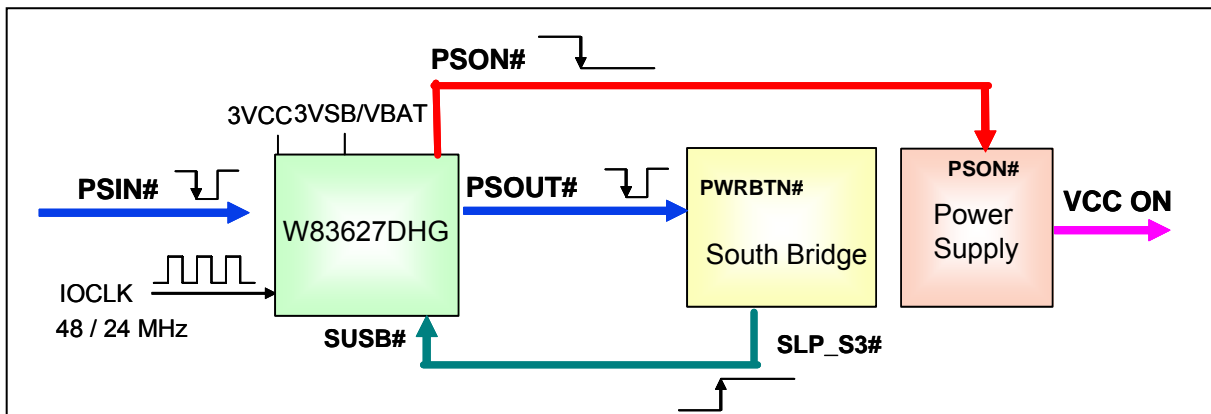 PSON#
3VCC 3VSB/VBAT
PSIN#
W83627DHG
PSOUT#
PWRBTN#
South Bridge
PSON#
Power
Supply
VCC ON
IOCLK
48 / 24 MHz
SUSB#
SLP_S3#